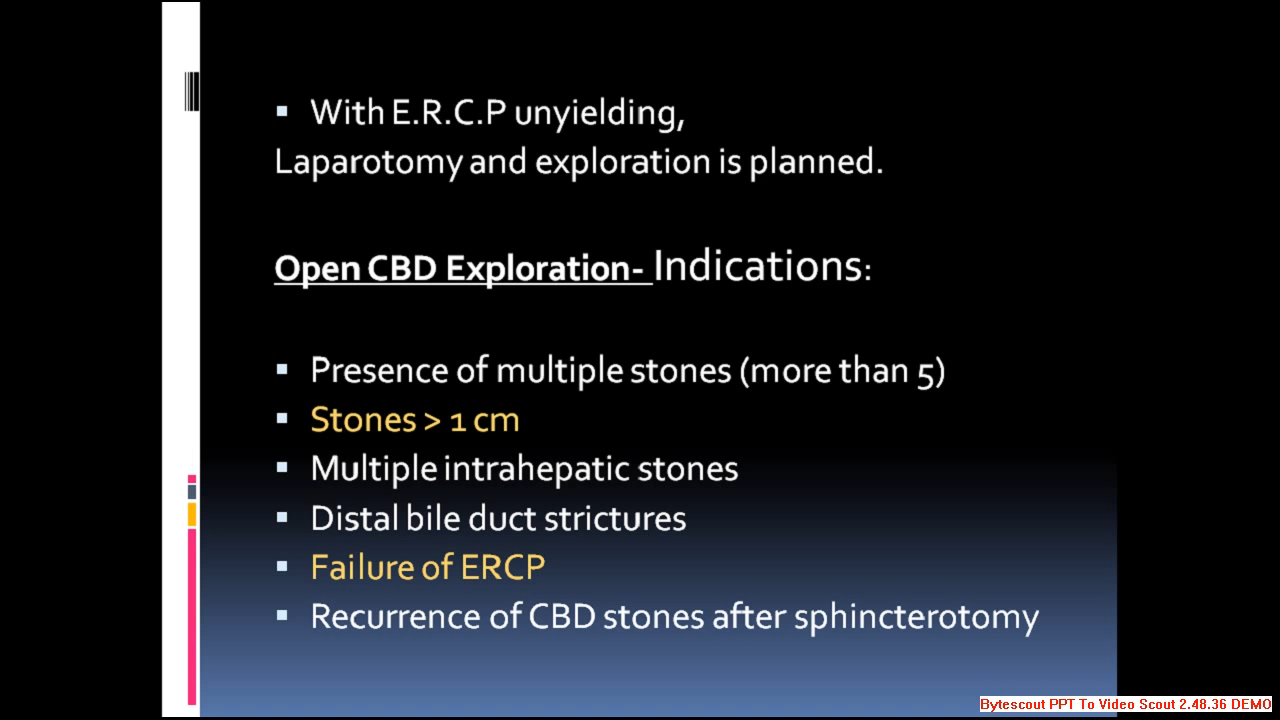 With E.R.C.P unyielding,
Laparotomy and exploration is planned.
Open CBD Exploration- Indications:
Presence of multiple stones (more than 5)
Stones > 1 cm
Multiple intrahepatic stones
Distal bile duct strictures
Failure of ERCP
Recurrence of CBD stones after sphincterotomy
Bytescout PPT To Video Scout 2.48.36 DEMO